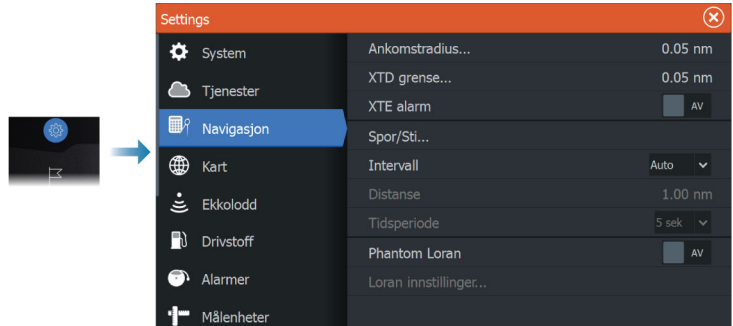 Settings
System
Tjenester
Navigasjon
Kart
Ekkolodd
Drivstoff
Alarmer
Målenheter
Ankomstradius... 0.05 nm
XTD grense... 0.05 nm
XTE alarm AV
Spor/Sti...
Intervall Auto
Distanse 1.00 nm
Tidsperiode 5 sek
Phantom Loran AV
Loran innstillinger...